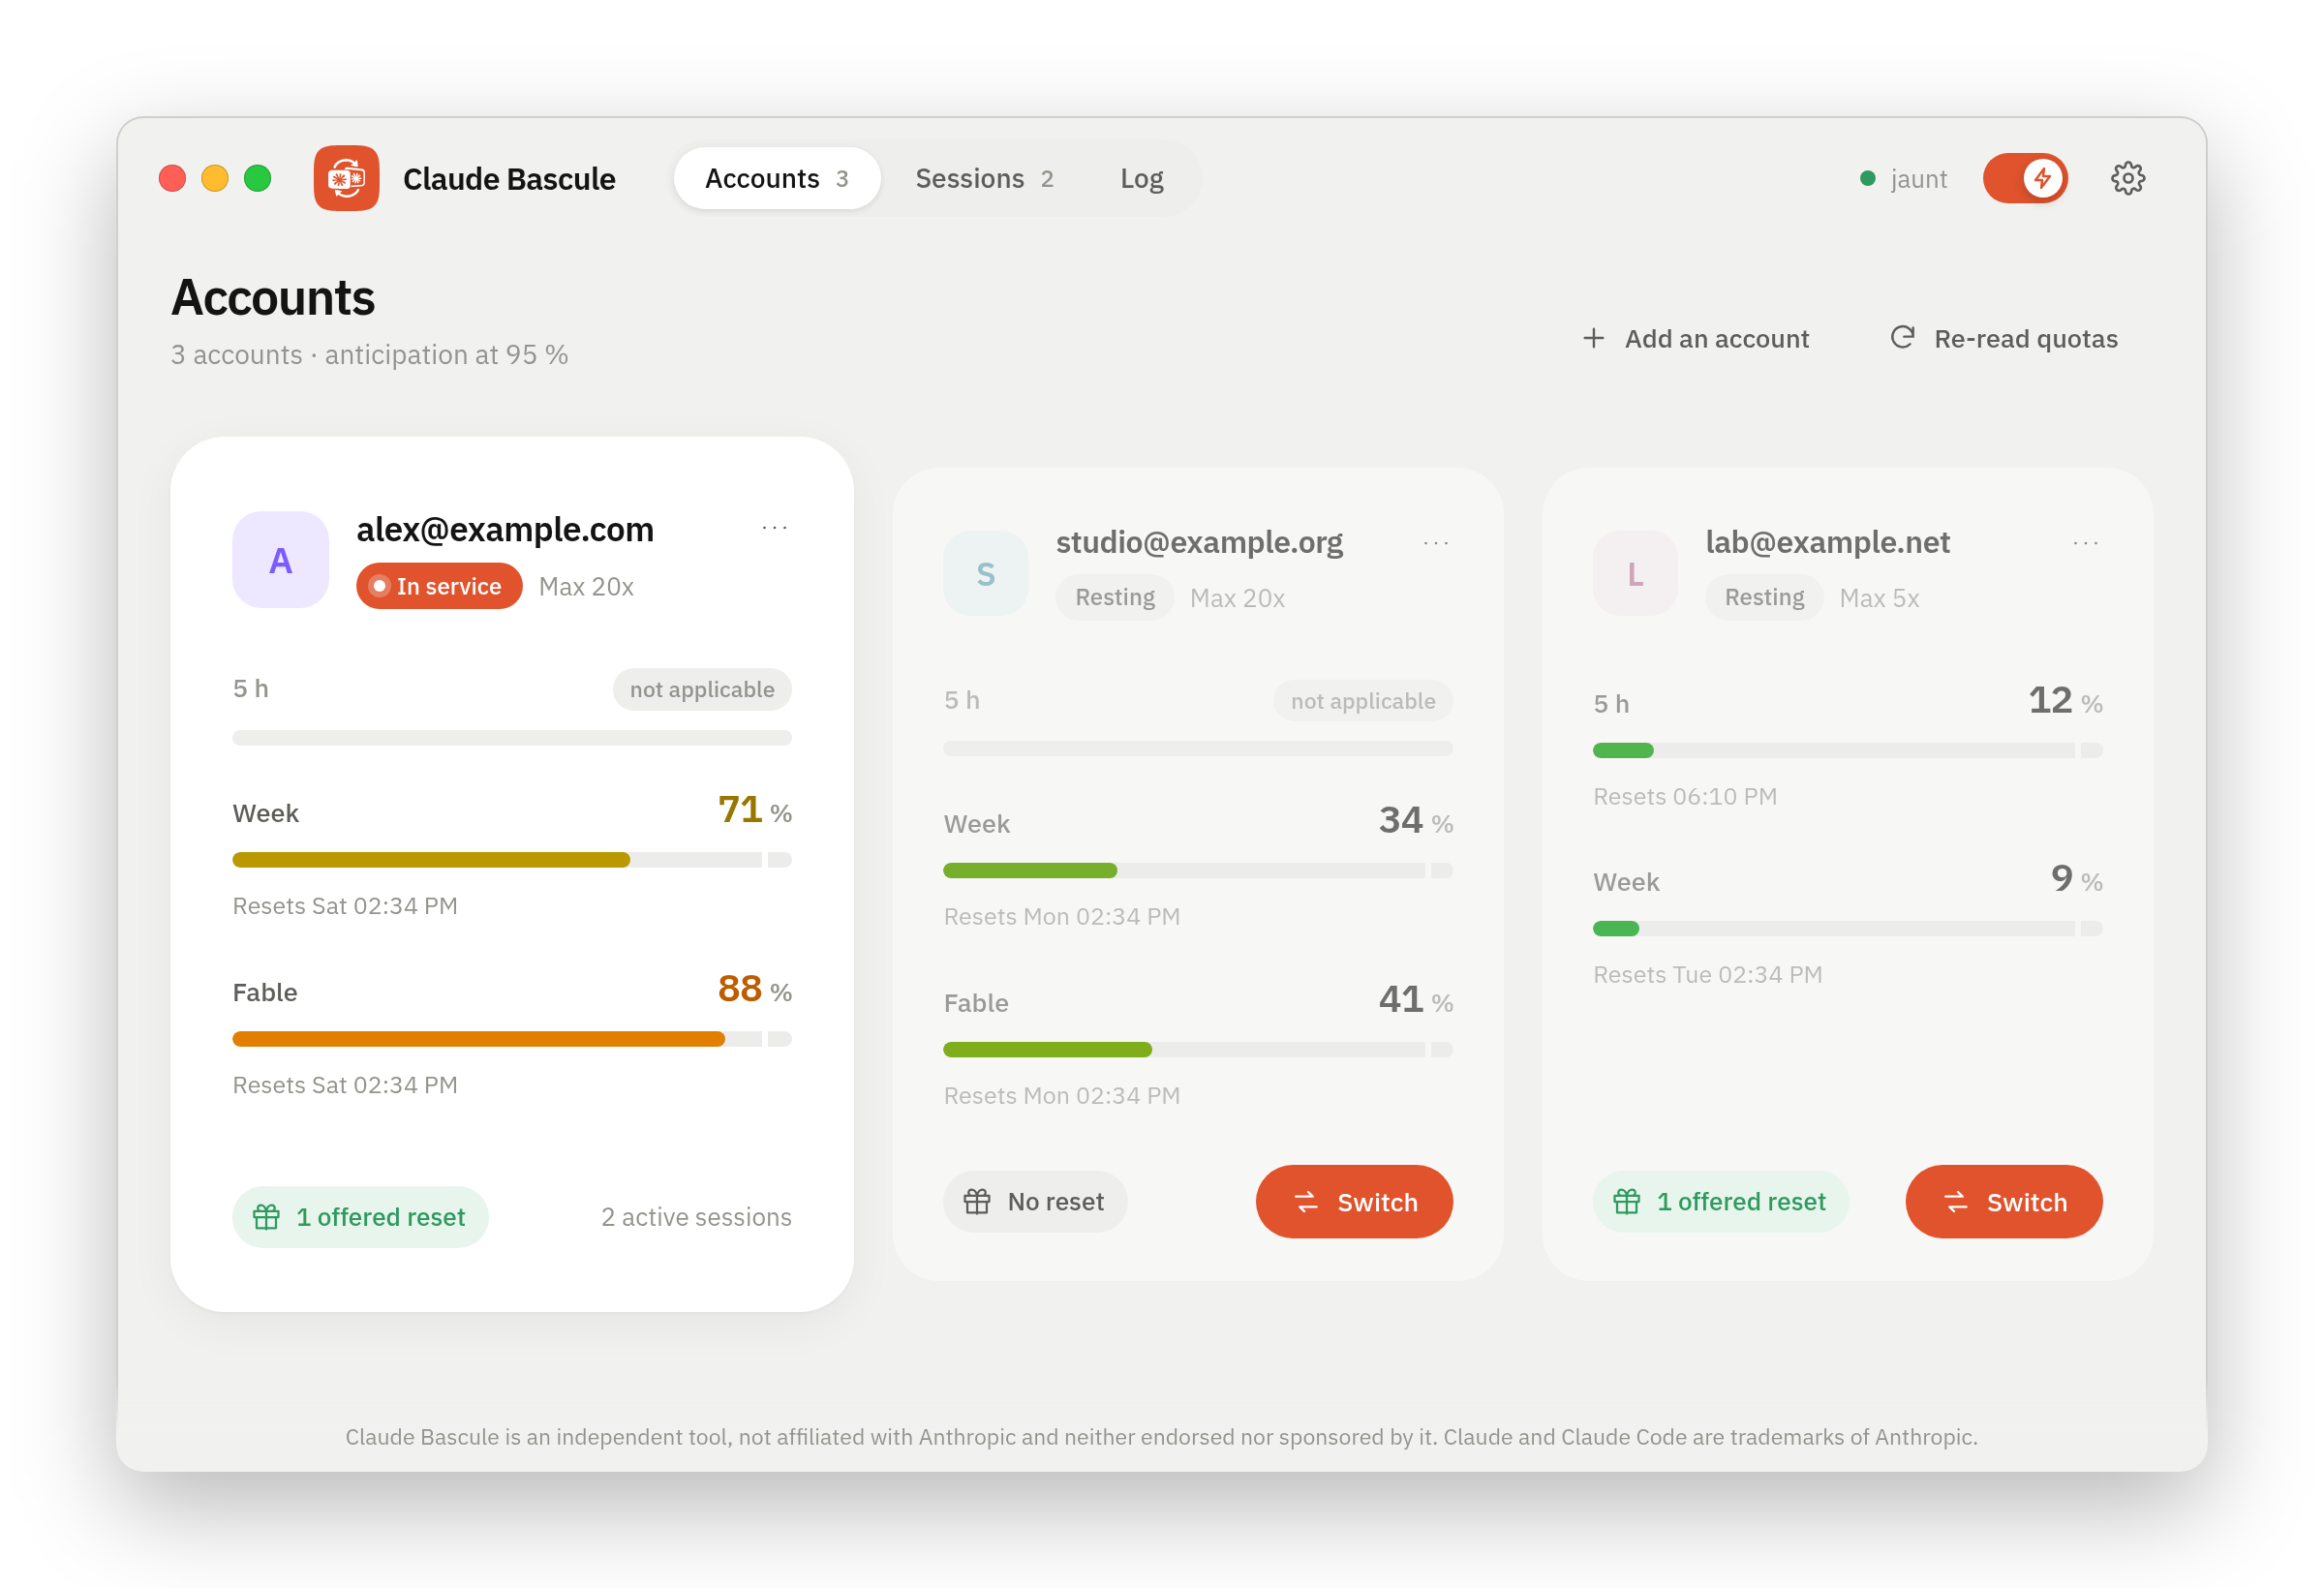 Claude Bascule
Accounts 3
Sessions 2
Log
jaunt
Accounts
3 accounts · anticipation at 95 %
Add an account
Re-read quotas
A
alex@example.com
...
In service
Max 20x
5 h
not applicable
Week
71 %
Resets Sat 02:34 PM
Fable
88 %
Resets Sat 02:34 PM
1 offered reset
2 active sessions
S
studio@example.org
...
Resting
Max 20x
5 h
not applicable
Week
34 %
Resets Mon 02:34 PM
Fable
41 %
Resets Mon 02:34 PM
No reset
Switch
L
lab@example.net
...
Resting
Max 5x
5 h
12 %
Resets 06:10 PM
Week
9 %
Resets Tue 02:34 PM
1 offered reset
Switch
Claude Bascule is an independent tool, not affiliated with Anthropic and neither endorsed nor sponsored by it. Claude and Claude Code are trademarks of Anthropic.